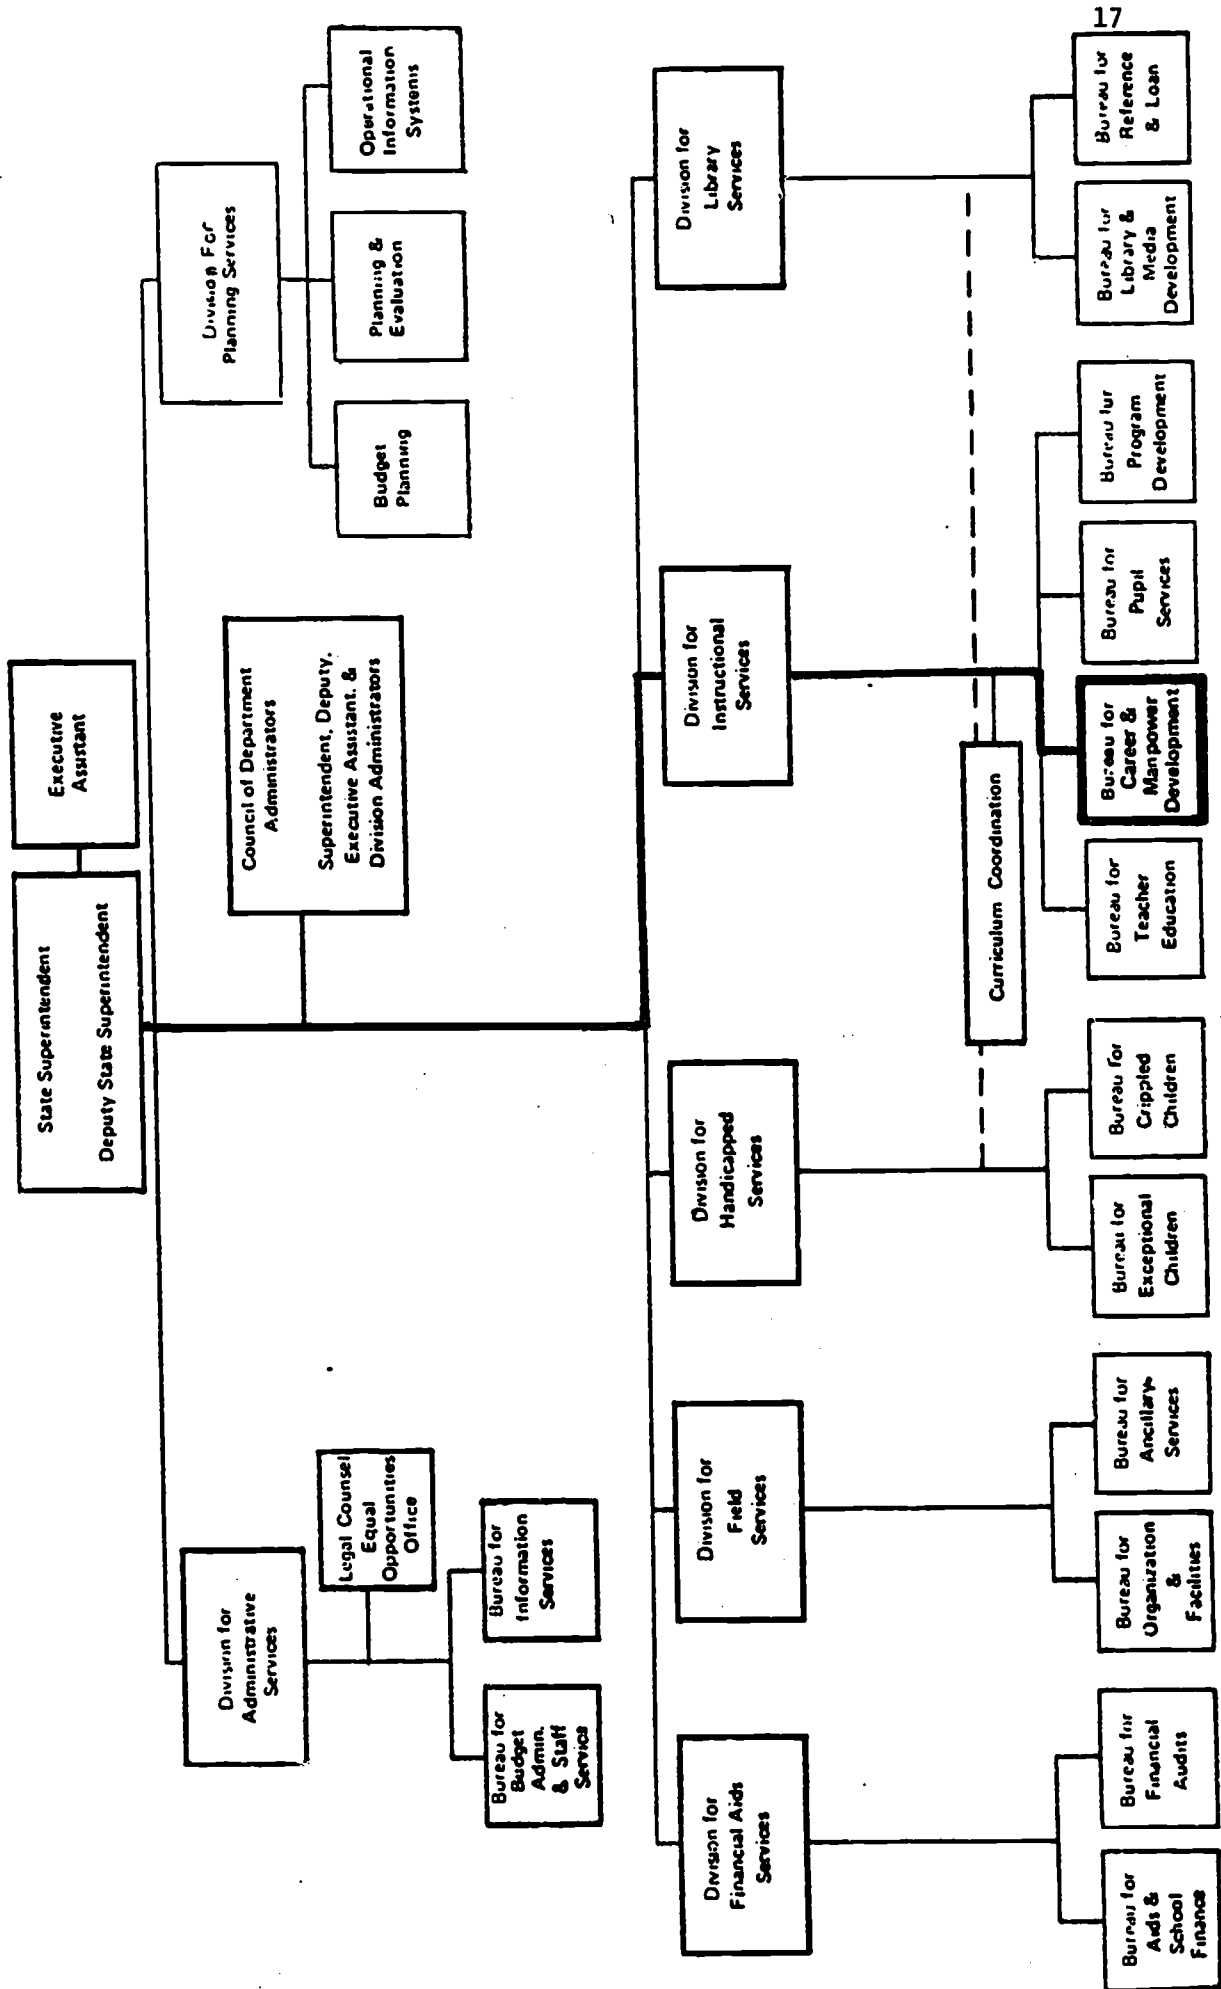 17
State Superintendent
Deputy State Superintendent
Executive
Assistant
Council of Department
Administrators
Superintendent, Deputy,
Executive Assistant, &
Division Administrators
Division for
Administrative
Services
Legal Counsel
Equal
Opportunities
Office
Bureau for
Budget
Admin.
& Staff
Service
Bureau for
Information
Services
Division For
Planning Services
Budget
Planning
Planning &
Evaluation
Operational
Information
Systems
Division for
Financial Aids
Services
Division for
Field
Services
Division for
Handicapped
Services
Division for
Instructional
Services
Division for
Library
Services
Curriculum Coordination
Bureau for
Aids &
School
Finance
Bureau for
Financial
Audits
Bureau for
Organization
&
Facilities
Bureau for
Ancillary
Services
Bureau for
Exceptional
Children
Bureau for
Crippled
Children
Bureau for
Teacher
Education
Bureau for
Career &
Manpower
Development
Bureau for
Pupil
Services
Bureau for
Program
Development
Bureau for
Library &
Media
Development
Bureau for
Reference
& Loan